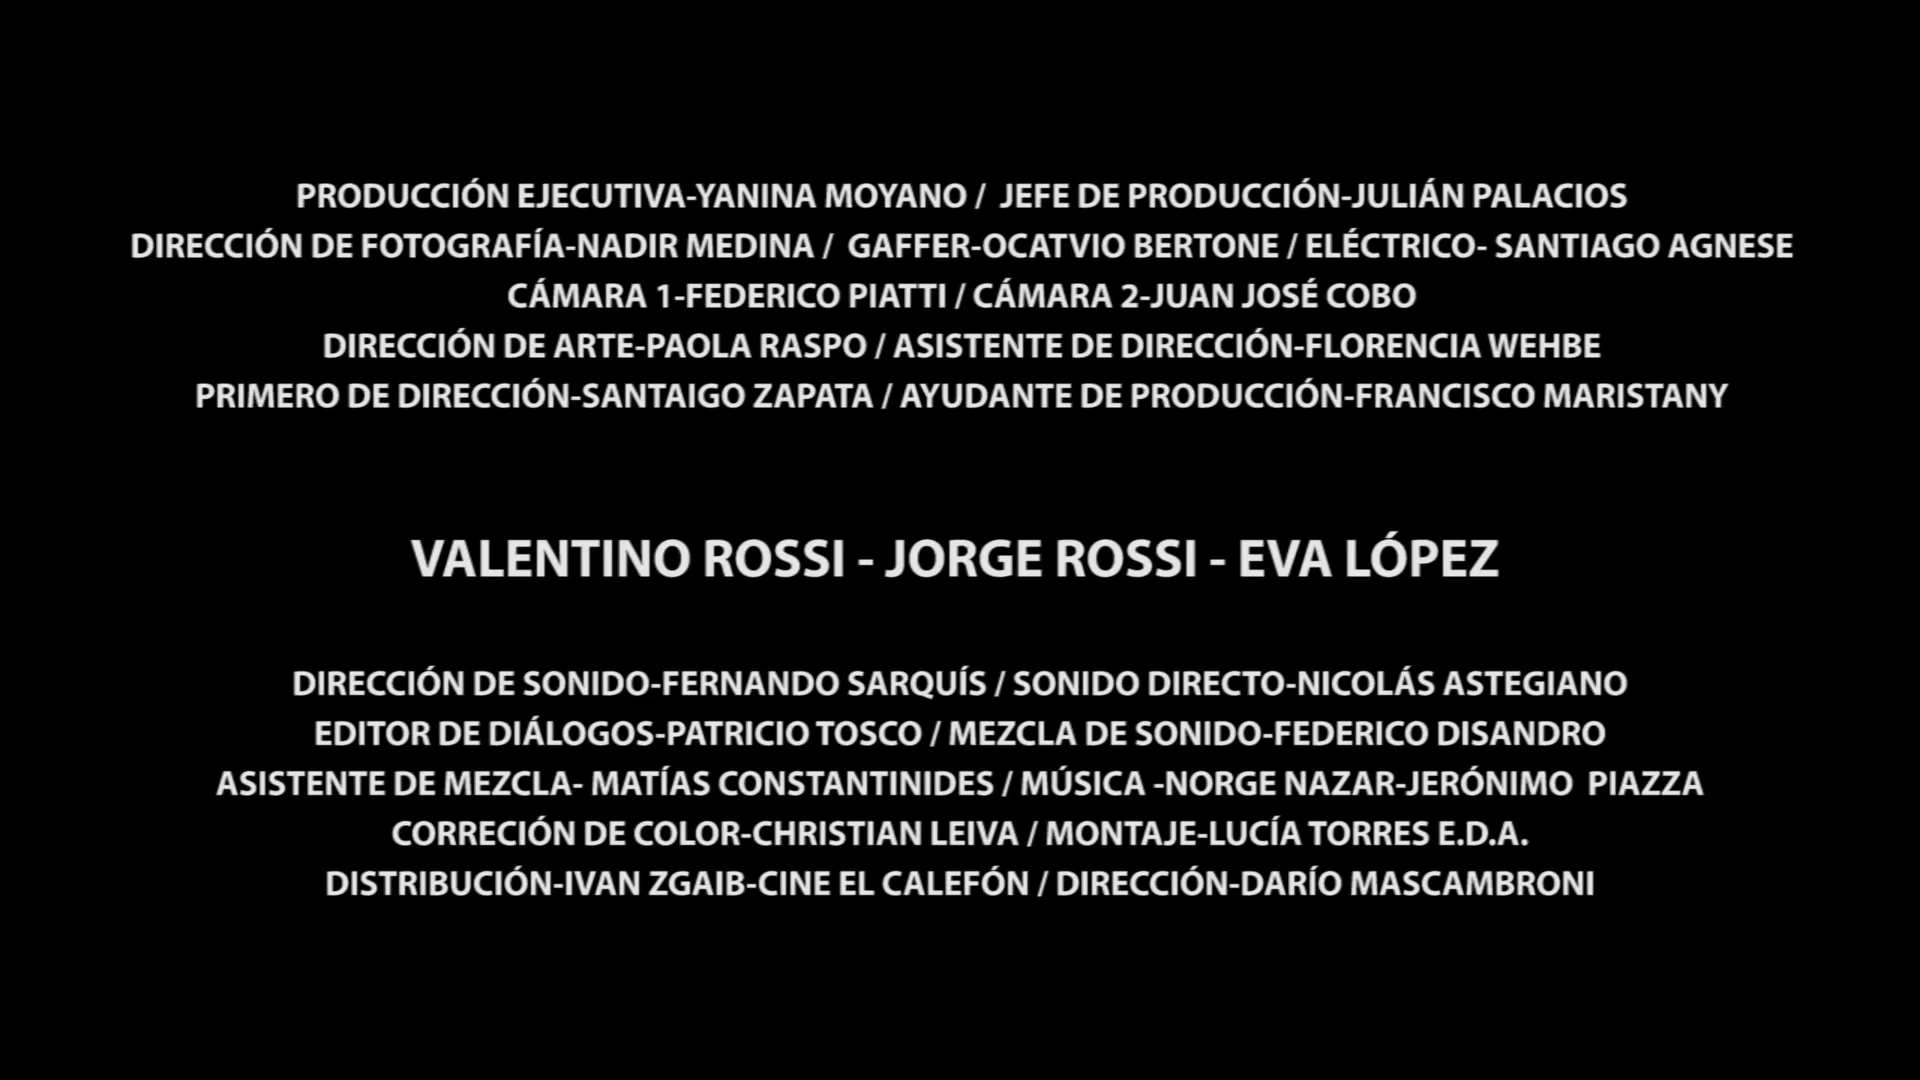 PRODUCCIÓN EJECUTIVA-YANINA MOYANO /  JEFE DE PRODUCCIÓN-JULIÁN PALACIOS
DIRECCIÓN DE FOTOGRAFÍA-NADIR MEDINA /  GAFFER-OCATVIO BERTONE / ELÉCTRICO- SANTIAGO AGNESE
CÁMARA 1-FEDERICO PIATTI / CÁMARA 2-JUAN JOSÉ COBO
DIRECCIÓN DE ARTE-PAOLA RASPO / ASISTENTE DE DIRECCIÓN-FLORENCIA WEHBE
PRIMERO DE DIRECCIÓN-SANTAIGO ZAPATA / AYUDANTE DE PRODUCCIÓN-FRANCISCO MARISTANY
VALENTINO ROSSI - JORGE ROSSI - EVA LÓPEZ
DIRECCIÓN DE SONIDO-FERNANDO SARQUÍS / SONIDO DIRECTO-NICOLÁS ASTEGIANO
EDITOR DE DIÁLOGOS-PATRICIO TOSCO / MEZCLA DE SONIDO-FEDERICO DISANDRO
ASISTENTE DE MEZCLA- MATÍAS CONSTANTINIDES / MÚSICA -NORGE NAZAR-JERÓNIMO  PIAZZA
CORRECIÓN DE COLOR-CHRISTIAN LEIVA / MONTAJE-LUCÍA TORRES E.D.A.
DISTRIBUCIÓN-IVAN ZGAIB-CINE EL CALEFÓN / DIRECCIÓN-DARÍO MASCAMBRONI